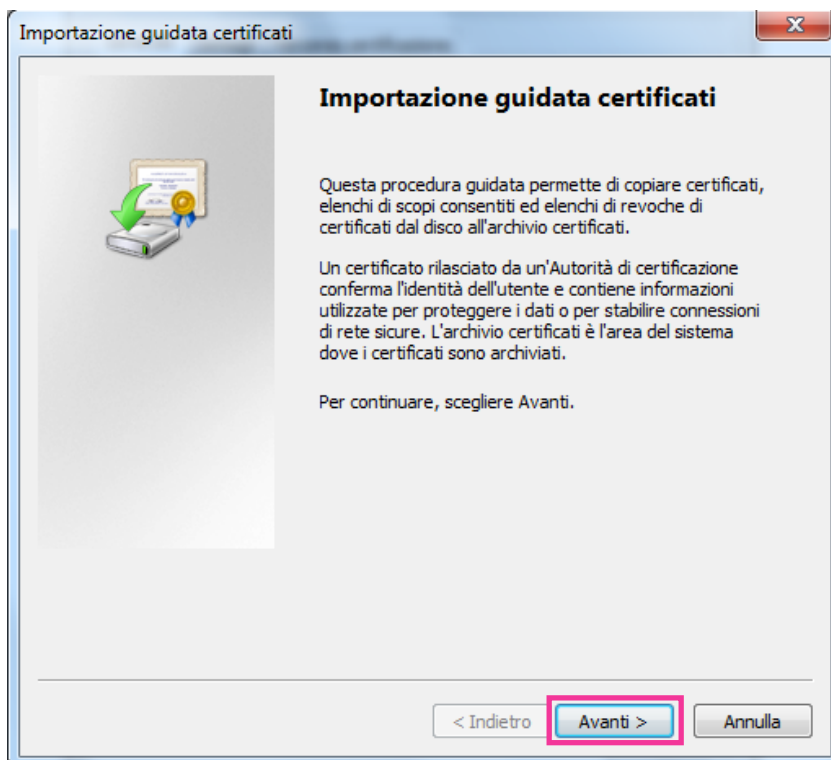 Importazione guidata certificati
Importazione guidata certificati
Questa procedura guidata permette di copiare certificati,
elenchi di scopi consentiti ed elenchi di revoche di
certificati dal disco all'archivio certificati.
Un certificato rilasciato da un'Autorità di certificazione
conferma l'identità dell'utente e contiene informazioni
utilizzate per proteggere i dati o per stabilire connessioni
di rete sicure. L'archivio certificati è l'area del sistema
dove i certificati sono archiviati.
Per continuare, scegliere Avanti.
< Indietro Avanti > Annulla